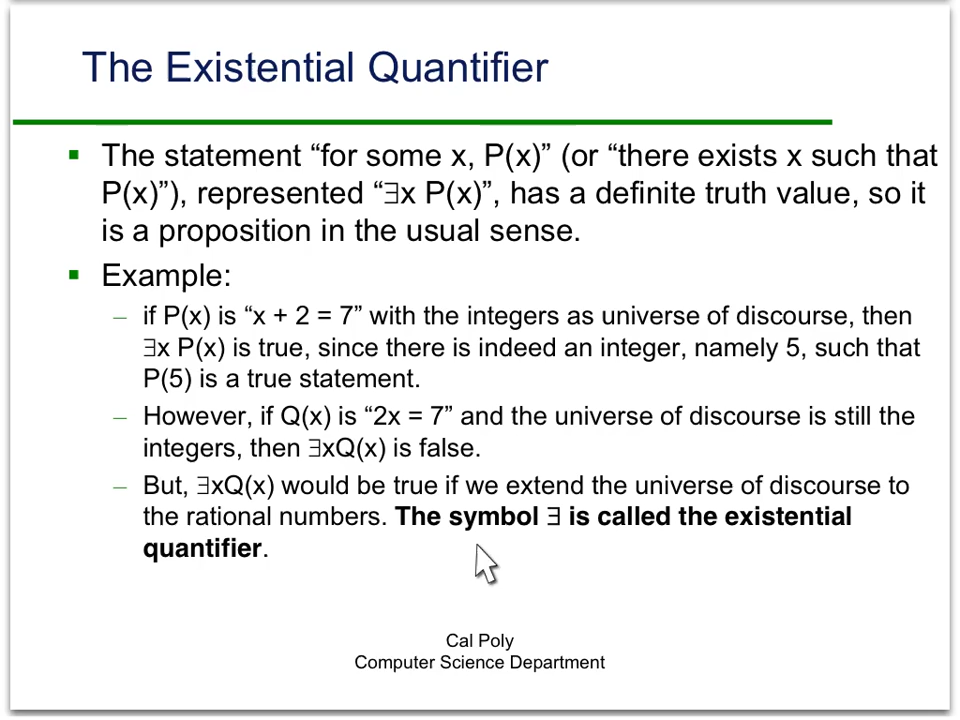 The Existential Quantifier
▪ The statement “for some x, P(x)” (or “there exists x such that
P(x)”), represented “∃x P(x)”, has a definite truth value, so it
is a proposition in the usual sense.
▪ Example:
– if P(x) is “x + 2 = 7” with the integers as universe of discourse, then
∃x P(x) is true, since there is indeed an integer, namely 5, such that
P(5) is a true statement.
– However, if Q(x) is “2x = 7” and the universe of discourse is still the
integers, then ∃xQ(x) is false.
– But, ∃xQ(x) would be true if we extend the universe of discourse to
the rational numbers. The symbol ∃ is called the existential
quantifier.
Cal Poly
Computer Science Department